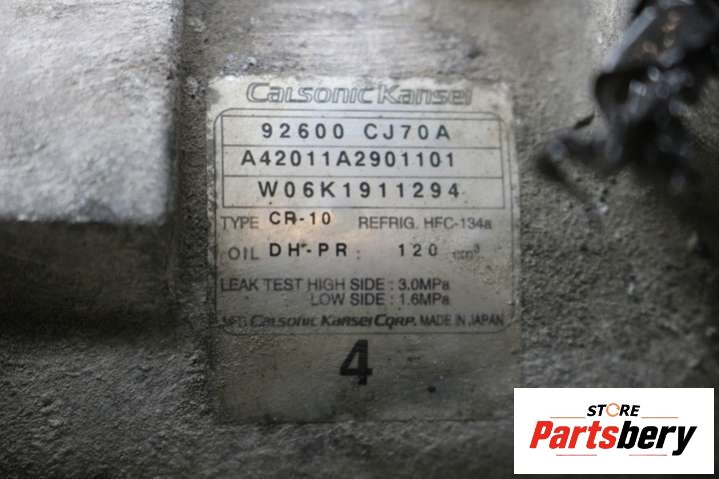 Calsonic Kansei
92600 CJ70A
A42011A2901101
W06K1911294
TYPE CR-10 REFRIG. HFC-134a
OIL DH-PR : 120 cm³
LEAK TEST HIGH SIDE : 3.0MPa
LOW SIDE : 1.6MPa
MFD. Calsonic Kansei Corp. MADE IN JAPAN
4
STORE
Partsbery